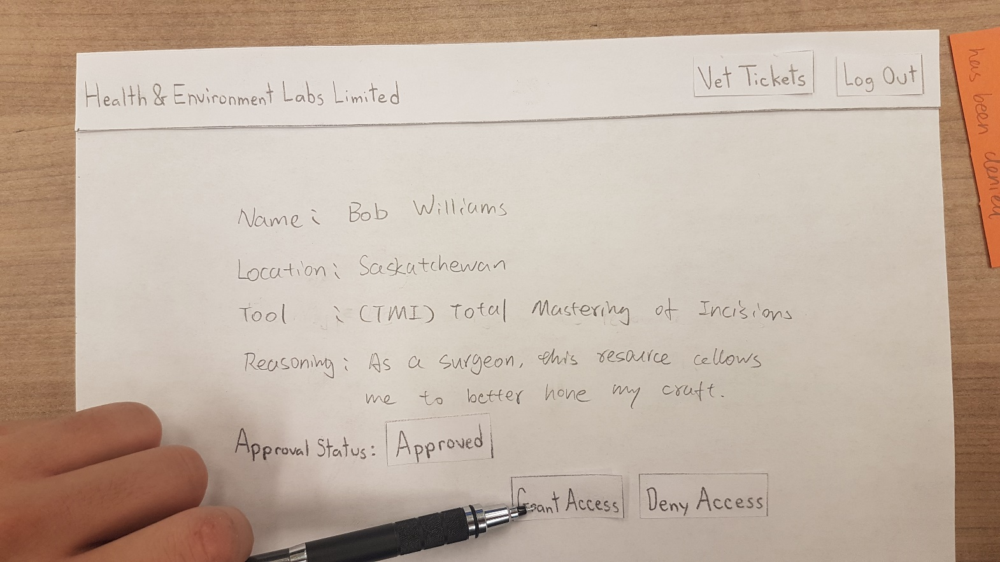 Health & Environment Labs Limited
Vet Tickets
Log Out
Name: Bob Williams
Location: Saskatchewan
Tool : (TMI) Total Mastering of Incisions
Reasoning: As a surgeon, this resource allows
me to better hone my craft.
Approval Status: Approved
Grant Access
Deny Access
has been denied